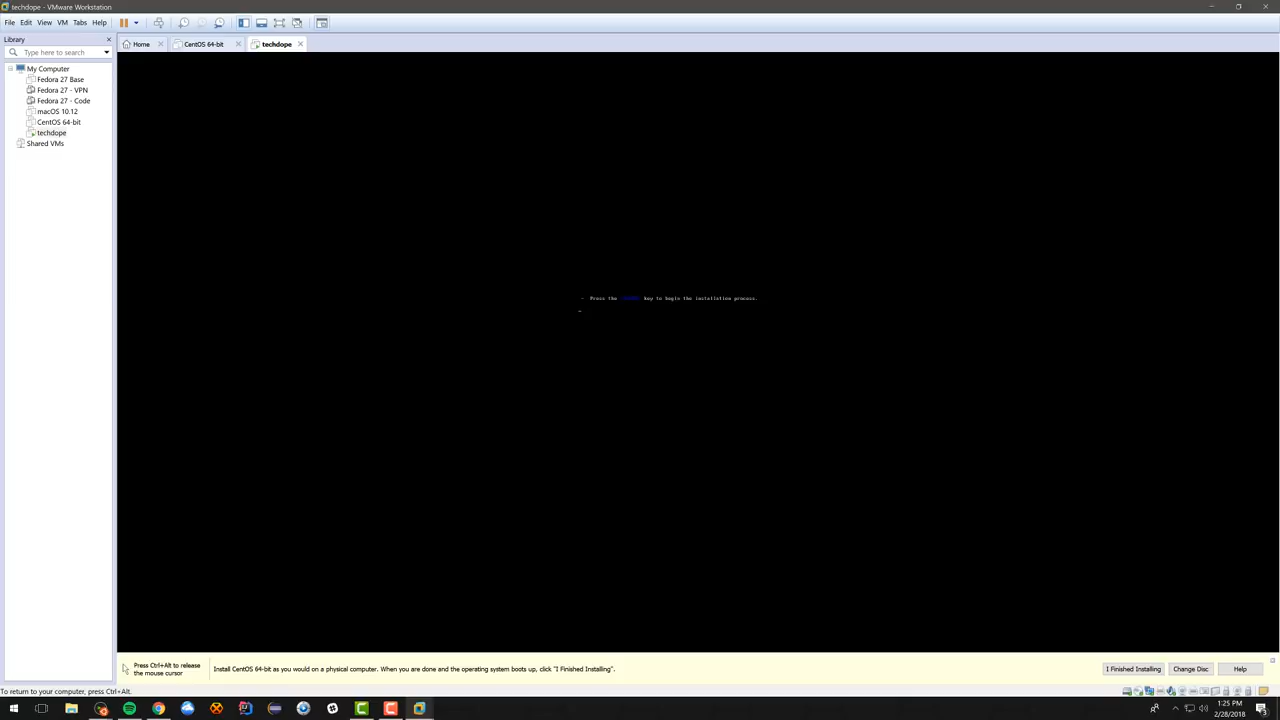 techdope - VMware Workstation
File Edit View VM Tabs Help
Library
Type here to search
Home
CentOS 64-bit
techdope
My Computer
Fedora 27 Base
Fedora 27 - VPN
Fedora 27 - Code
macOS 10.12
CentOS 64-bit
techdope
Shared VMs
- Press the key to begin the installation process.
Press Ctrl+Alt to release
the mouse cursor
Install CentOS 64-bit as you would on a physical computer. When you are done and the operating system boots up, click "I Finished Installing".
I Finished Installing
Change Disc
Help
To return to your computer, press Ctrl+Alt.
1:25 PM
2/28/2018